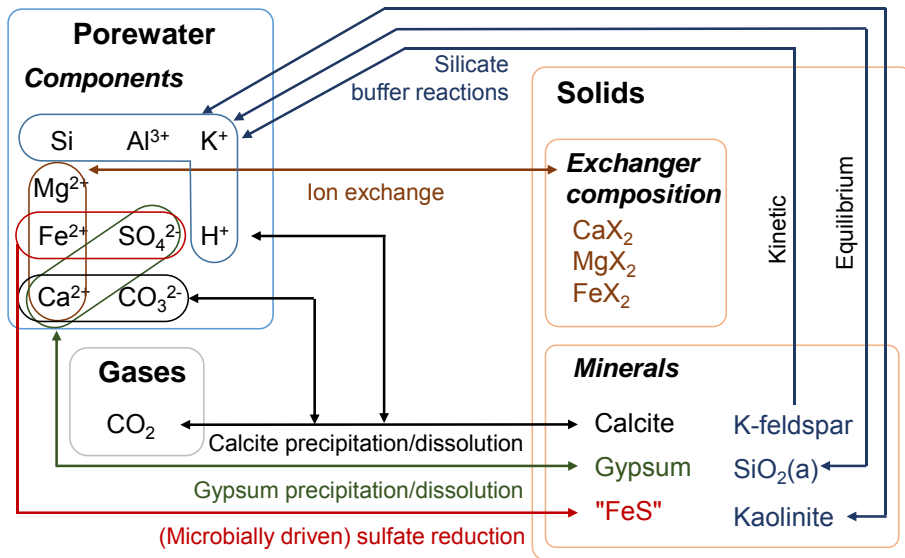 Porewater
Components
Si Al³⁺ K⁺
Mg²⁺
Fe²⁺ SO₄²⁻ H⁺
Ca²⁺ CO₃²⁻
Gases
CO₂
Silicate
buffer reactions
Ion exchange
Calcite precipitation/dissolution
Gypsum precipitation/dissolution
(Microbially driven) sulfate reduction
Solids
Exchanger
composition
CaX₂
MgX₂
FeX₂
Kinetic
Equilibrium
Minerals
Calcite K-feldspar
Gypsum SiO₂(a)
"FeS" Kaolinite